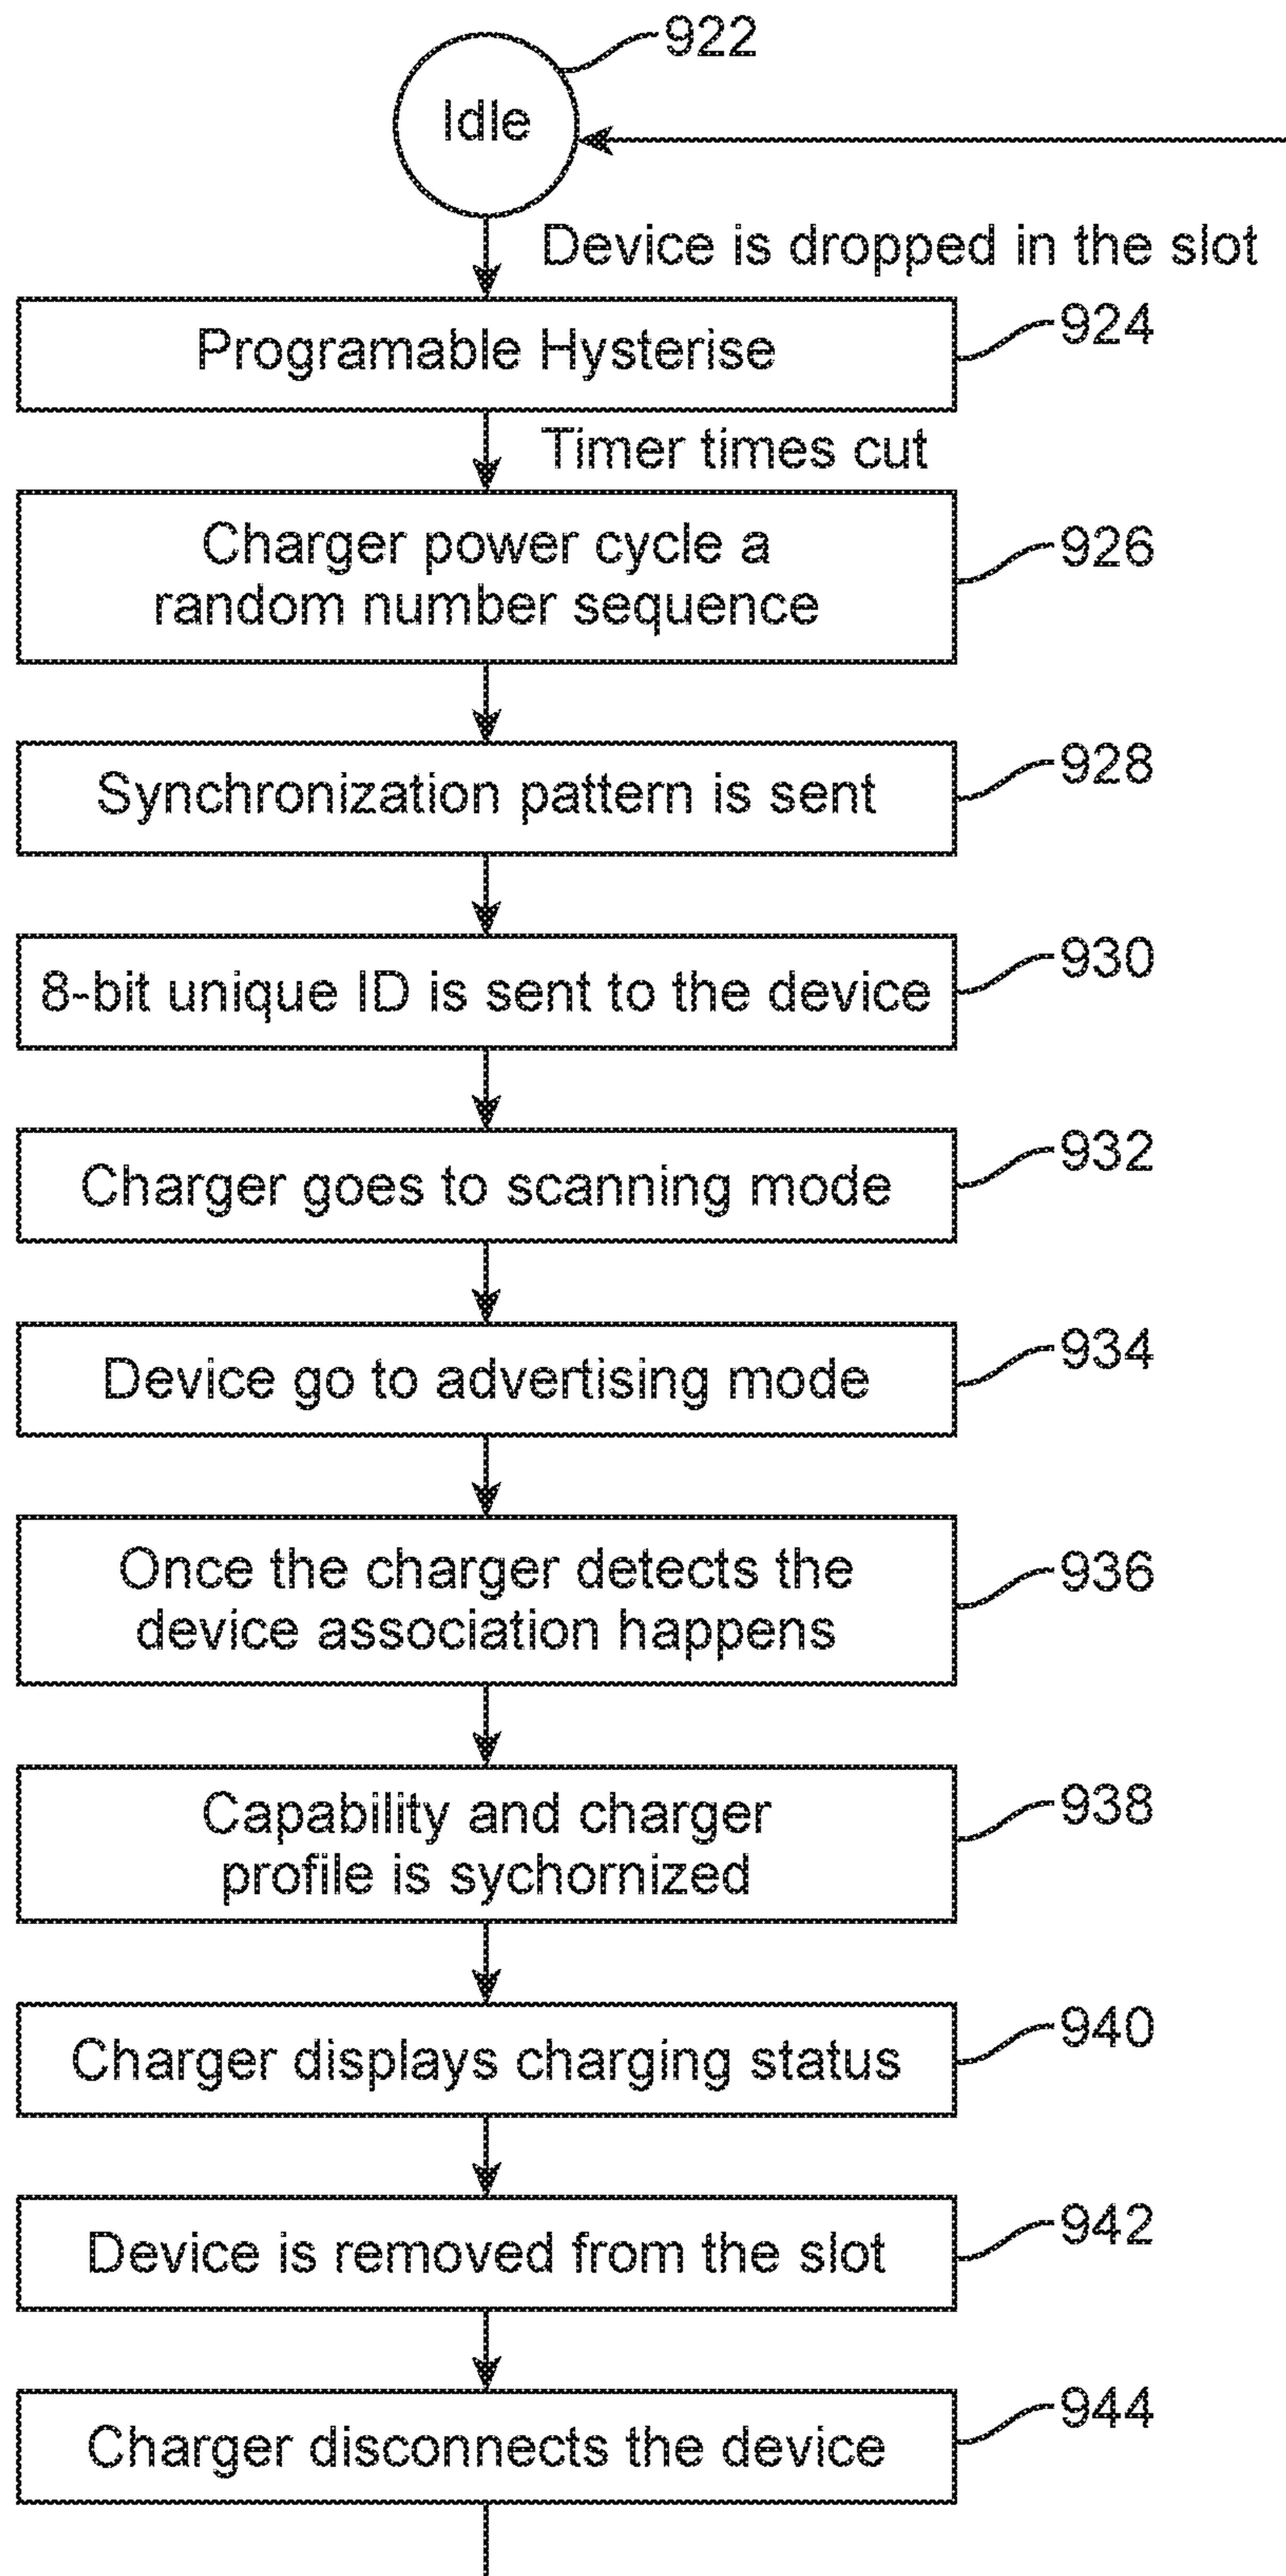 922
Idle
Device is dropped in the slot
Programable Hysterise
924
Timer times cut
Charger power cycle a
random number sequence
926
Synchronization pattern is sent
928
8-bit unique ID is sent to the device
930
Charger goes to scanning mode
932
Device go to advertising mode
934
Once the charger detects the
device association happens
936
Capability and charger
profile is sychornized
938
Charger displays charging status
940
Device is removed from the slot
942
Charger disconnects the device
944